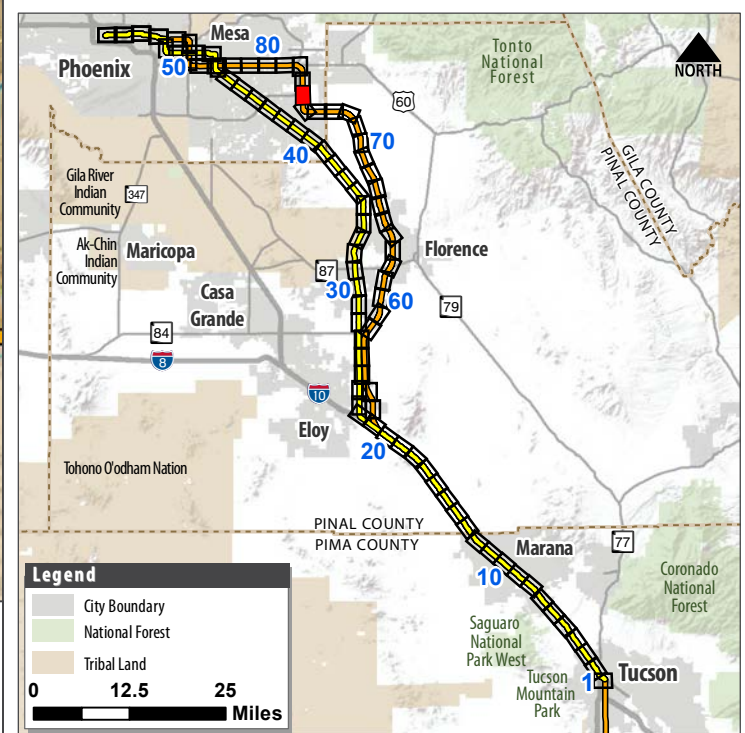 Mesa
80
Phoenix
50
Tonto
National
Forest
NORTH
60
70
40
GILA COUNTY
PINAL COUNTY
Gila River
Indian
Community
347
Ak-Chin
Indian
Community
Maricopa
Florence
87
30
Casa
Grande
60
79
84
8
10
Eloy
20
Tohono O'odham Nation
PINAL COUNTY
PIMA COUNTY
Marana
77
10
Coronado
National
Forest
Saguaro
National
Park West
Tucson
Mountain
Park
1
Tucson
Legend
City Boundary
National Forest
Tribal Land
0 12.5 25
Miles